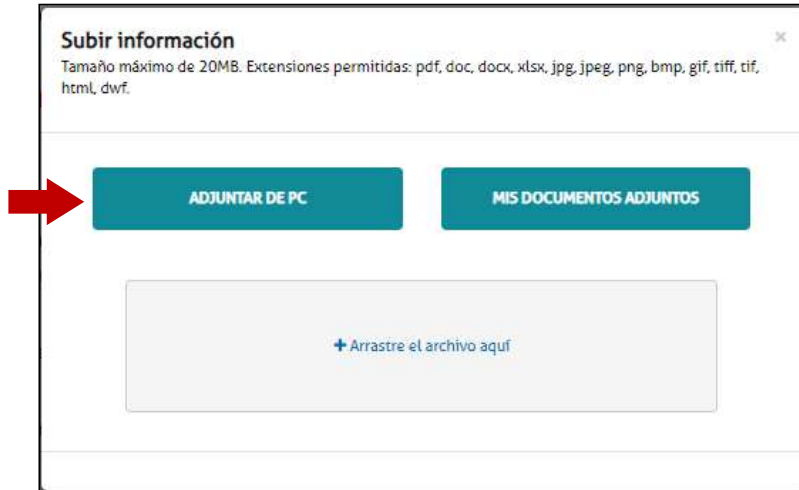 Subir información
×
Tamaño máximo de 20MB. Extensiones permitidas: pdf, doc, docx, xlsx, jpg, jpeg, png, bmp, gif, tiff, tif,
html, dwf.
ADJUNTAR DE PC
MIS DOCUMENTOS ADJUNTOS
+ Arrastre el archivo aquí